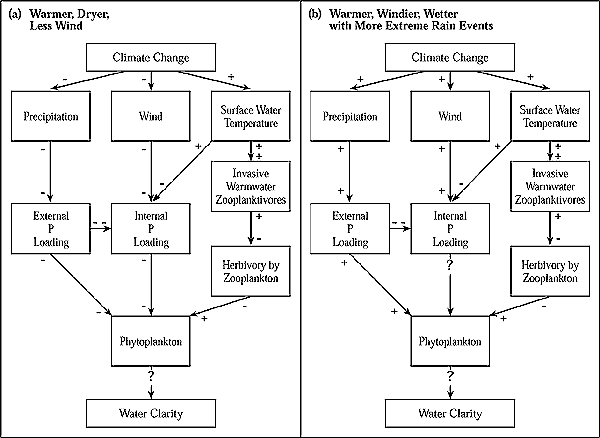 (a) Warmer, Dryer,
Less Wind
Climate Change
- - +
Precipitation
Wind
Surface Water
Temperature
- - + +
+
- - - +
Invasive
Warmwater
Zooplanktivores
External
P
Loading
- -
Internal
P
Loading
+
-
- -
Herbivory by
Zooplankton
-
- - +
Phytoplankton
?
Water Clarity
(b) Warmer, Windier, Wetter
with More Extreme Rain Events
Climate Change
+ + +
Precipitation
Wind
Surface Water
Temperature
+ + + +
+
+ + - +
Invasive
Warmwater
Zooplanktivores
External
P
Loading
- -
Internal
P
Loading
+
-
+ ?
Herbivory by
Zooplankton
-
+ +
Phytoplankton
?
Water Clarity